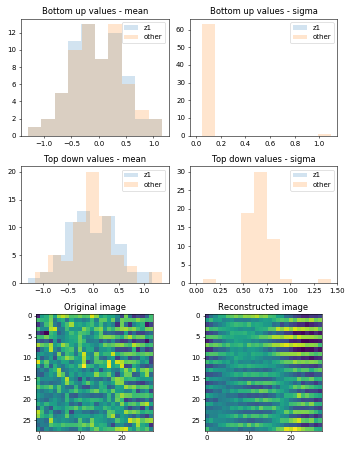 Bottom up values - mean
Bottom up values - sigma
12
10
8
6
4
2
0
z1
other
−1.0 −0.5 0.0 0.5 1.0
60
50
40
30
20
10
0
z1
other
0.0 0.2 0.4 0.6 0.8 1.0
Top down values - mean
Top down values - sigma
20
15
10
5
0
z1
other
−1.0 −0.5 0.0 0.5 1.0
30
25
20
15
10
5
0
z1
other
0.00 0.25 0.50 0.75 1.00 1.25 1.50
Original image
Reconstructed image
0
5
10
15
20
25
0 20
0
5
10
15
20
25
0 20